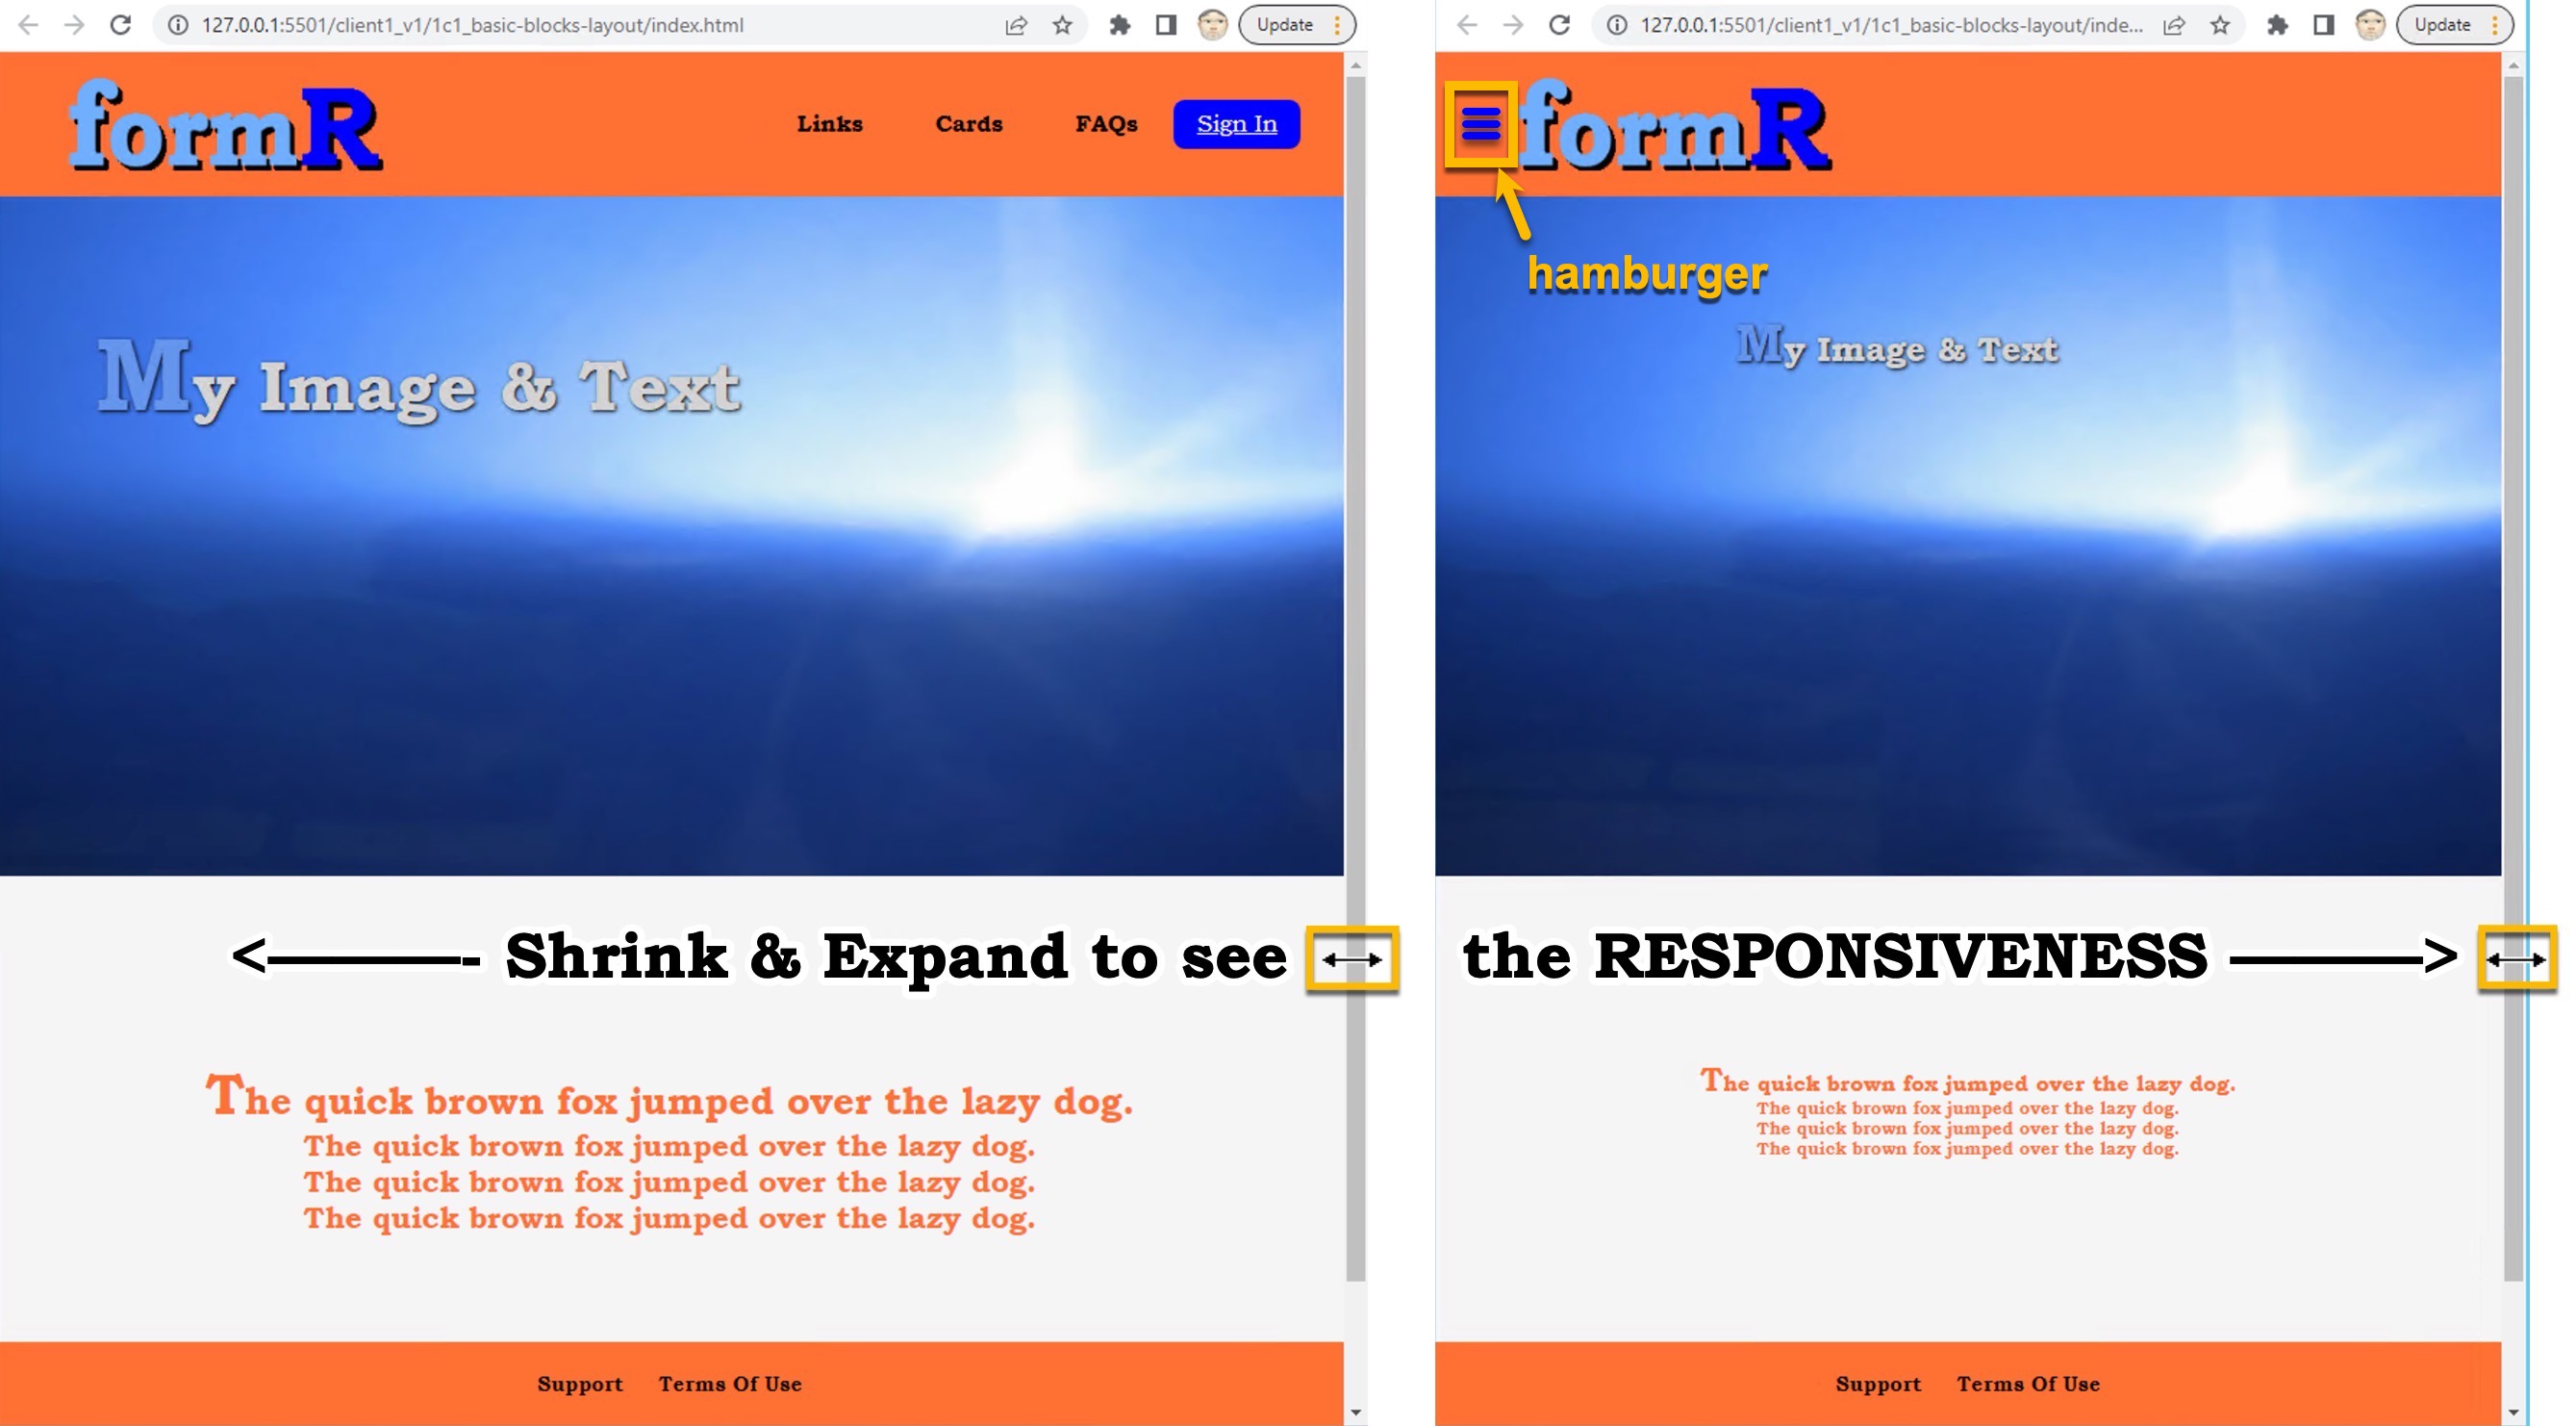 127.0.0.1:5501/client1_v1/1c1_basic-blocks-layout/index.html
Update
formR
Links
Cards
FAQs
Sign In
My Image & Text
<———- Shrink & Expand to see
The quick brown fox jumped over the lazy dog.
The quick brown fox jumped over the lazy dog.
The quick brown fox jumped over the lazy dog.
The quick brown fox jumped over the lazy dog.
Support
Terms Of Use
127.0.0.1:5501/client1_v1/1c1_basic-blocks-layout/inde...
Update
formR
hamburger
My Image & Text
the RESPONSIVENESS ———>
The quick brown fox jumped over the lazy dog.
The quick brown fox jumped over the lazy dog.
The quick brown fox jumped over the lazy dog.
The quick brown fox jumped over the lazy dog.
Support
Terms Of Use